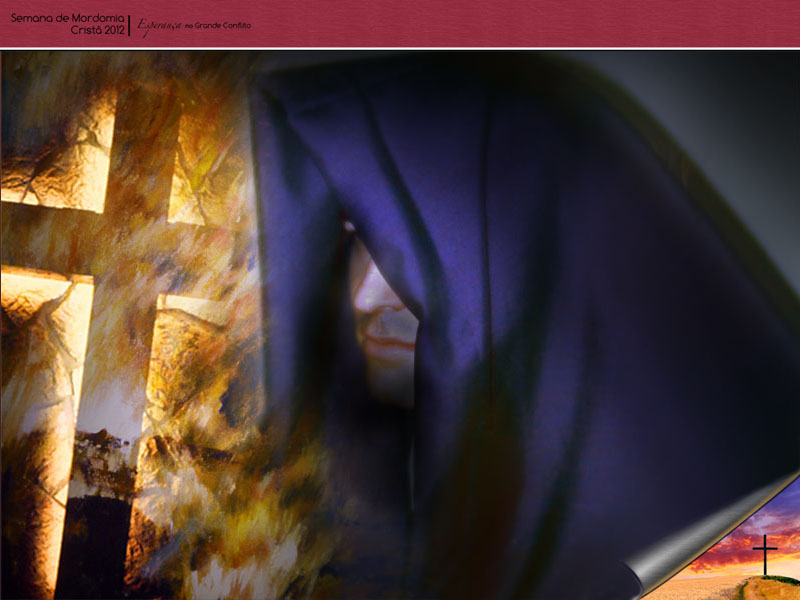 Semana de Mordomia
Cristã 2012
Esperança no Grande Conflito